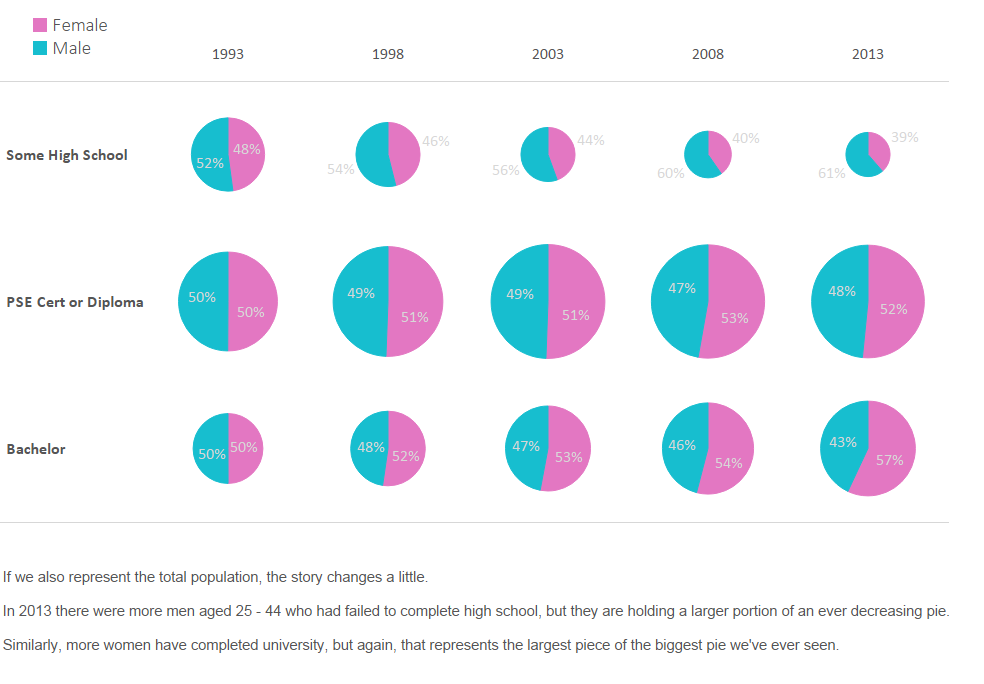 Female
Male
1993 1998 2003 2008 2013
Some High School
52% 48% 54% 46% 56% 44% 60% 40% 61% 39%
PSE Cert or Diploma
50% 50% 49% 51% 49% 51% 47% 53% 48% 52%
Bachelor
50% 50% 48% 52% 47% 53% 46% 54% 43% 57%
If we also represent the total population, the story changes a little.
In 2013 there were more men aged 25 - 44 who had failed to complete high school, but they are holding a larger portion of an ever decreasing pie.
Similarly, more women have completed university, but again, that represents the largest piece of the biggest pie we've ever seen.